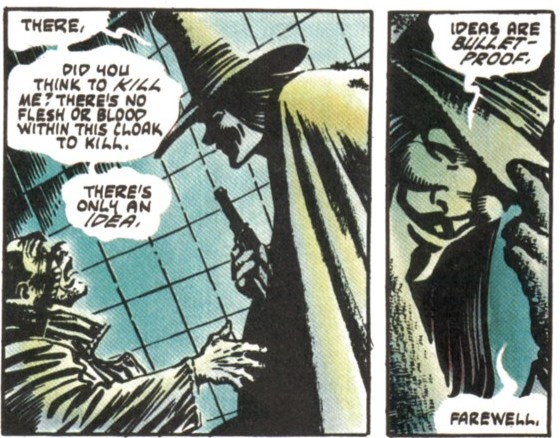 THERE.
DID YOU
THINK TO KILL
ME? THERE'S NO
FLESH OR BLOOD
WITHIN THIS CLOAK
TO KILL.
THERE'S
ONLY AN
IDEA.
IDEAS ARE
BULLET-
PROOF.
FAREWELL.